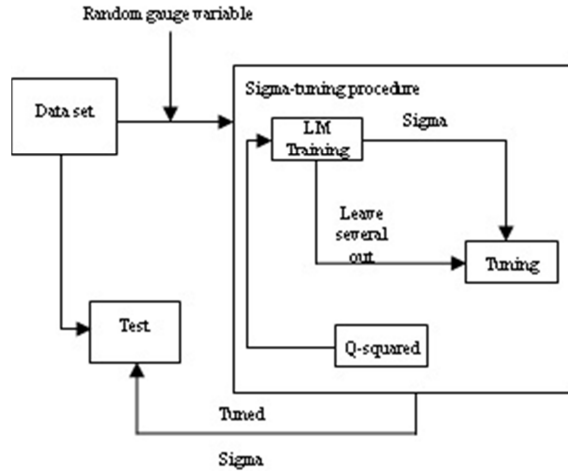 Random gauge variable
Data set
Sigma-tuning procedure
LM
Training
Sigma
Leave
several
out
Tuning
Test
Q-squared
Tuned
Sigma